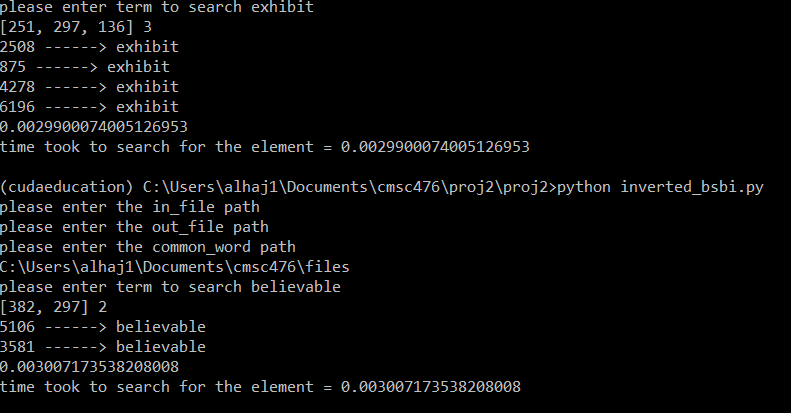 please enter term to search exhibit
[251, 297, 136] 3
2508 ------> exhibit
875 ------> exhibit
4278 ------> exhibit
6196 ------> exhibit
0.0029900074005126953
time took to search for the element = 0.0029900074005126953
(cudaeducation) C:\Users\alhaj1\Documents\cmsc476\proj2\proj2>python inverted_bsbi.py
please enter the in_file path
please enter the out_file path
please enter the common_word path
C:\Users\alhaj1\Documents\cmsc476\files
please enter term to search believable
[382, 297] 2
5106 ------> believable
3581 ------> believable
0.003007173538208008
time took to search for the element = 0.003007173538208008